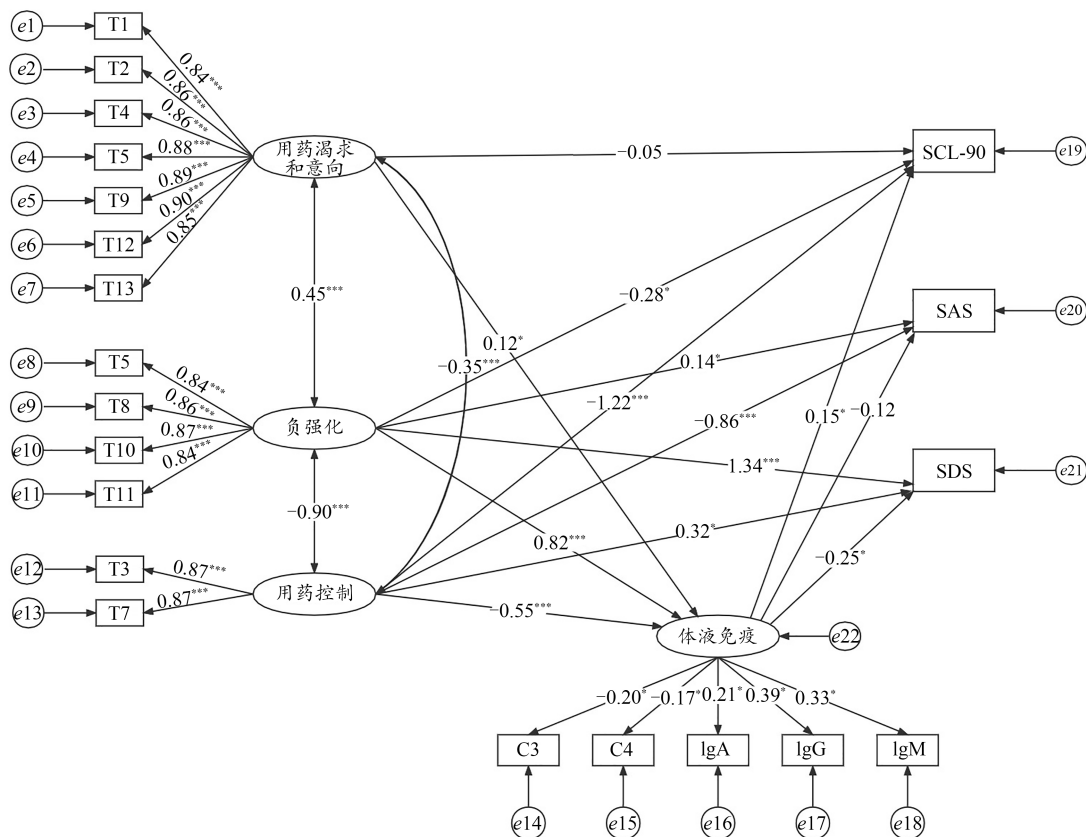 e1
T1
e2
T2
e3
T4
e4
T5
e5
T9
e6
T12
e7
T13
0.84***
0.86***
0.86***
0.88***
0.89***
0.90***
0.85***
用药渴求
和意向
−0.05
SCL-90
e19
0.45***
−0.28*
SAS
e20
0.12*
−0.35***
0.14*
−1.22***
−0.86***
0.15*
−0.12
e8
T5
e9
T8
e10
T10
e11
T11
0.84***
0.86***
0.87***
0.84***
负强化
1.34***
SDS
e21
−0.90***
0.82***
0.32*
−0.25*
e12
T3
e13
T7
0.87***
0.87***
用药控制
−0.55***
体液免疫
e22
−0.20*
−0.17*
0.21*
0.39*
0.33*
C3
C4
lgA
lgG
lgM
e14
e15
e16
e17
e18